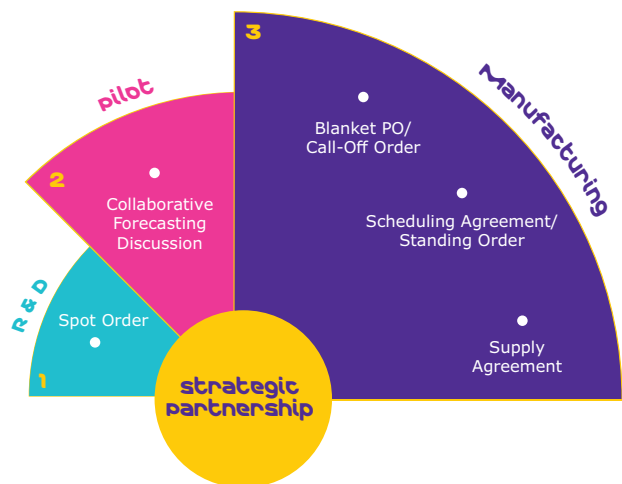 1
R & D
Spot Order
2
pilot
Collaborative
Forecasting
Discussion
3
Manufacturing
Blanket PO/
Call-Off Order
Scheduling Agreement/
Standing Order
Supply
Agreement
strategic
partnership